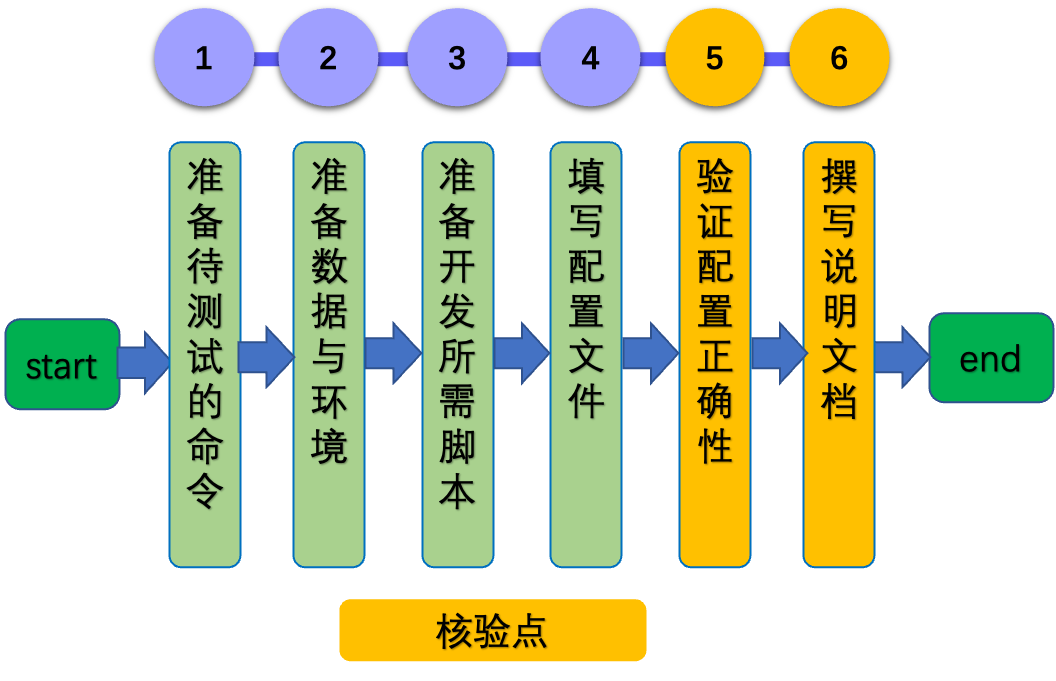 1
2
3
4
5
6
start
准备待测试的命令
准备数据与环境
准备开发所需脚本
填写配置文件
验证配置正确性
撰写说明文档
end
核验点